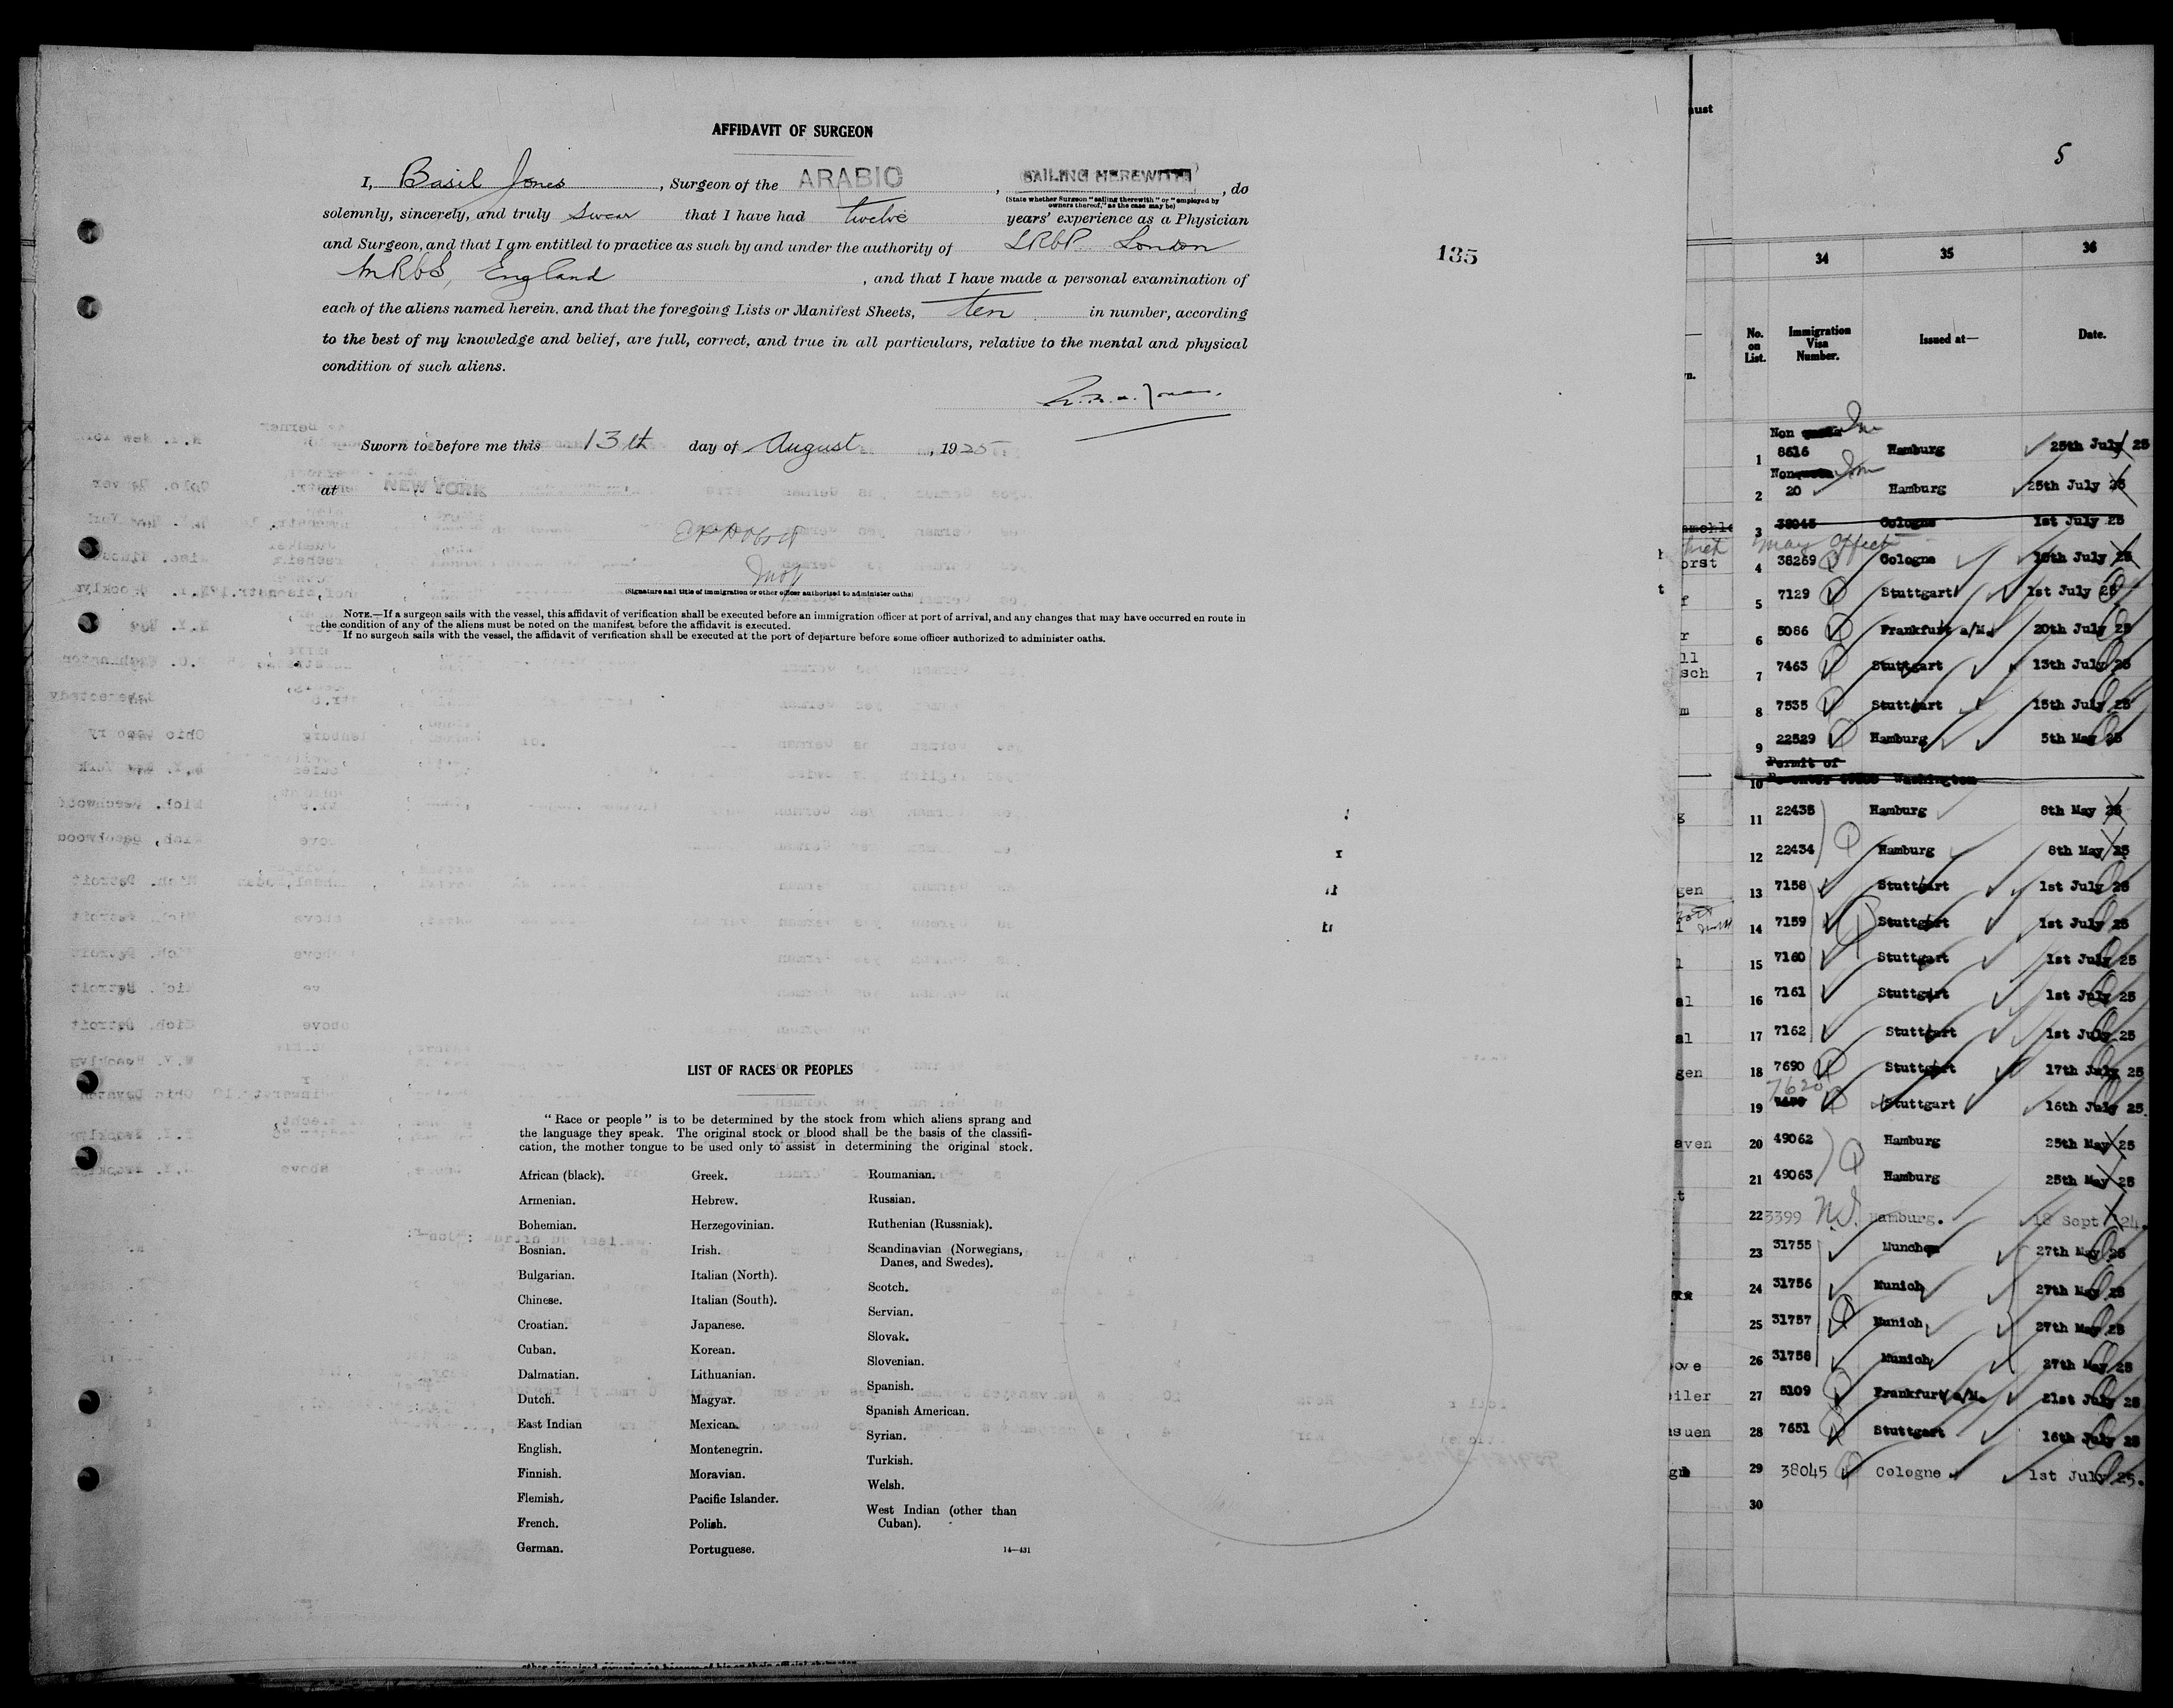 AFFIDAVIT OF SURGEON
I, Basil Jones, Surgeon of the ARABIC, SAILING HEREWITH, do
(State whether Surgeon "sailing therewith" or "employed by
owners thereof," as the case may be)
solemnly, sincerely, and truly swear that I have had twelve years' experience as a Physician
and Surgeon, and that I am entitled to practice as such by and under the authority of LRCP London
MRCS, England, and that I have made a personal examination of
each of the aliens named herein, and that the foregoing Lists or Manifest Sheets, ten in number, according
to the best of my knowledge and belief, are full, correct, and true in all particulars, relative to the mental and physical
condition of such aliens.
Jones.
Sworn to before me this 13th day of August, 1925
at NEW YORK
(Signature and title of immigration or other officer authorized to administer oaths)
NOTE.—If a surgeon sails with the vessel, this affidavit of verification shall be executed before an immigration officer at port of arrival, and any changes that may have occurred en route in
the condition of any of the aliens must be noted on the manifest before the affidavit is executed.
If no surgeon sails with the vessel, the affidavit of verification shall be executed at the port of departure before some officer authorized to administer oaths.
135
LIST OF RACES OR PEOPLES
"Race or people" is to be determined by the stock from which aliens sprang and
the language they speak. The original stock or blood shall be the basis of the classifi-
cation, the mother tongue to be used only to assist in determining the original stock.
African (black).
Armenian.
Bohemian.
Bosnian.
Bulgarian.
Chinese.
Croatian.
Cuban.
Dalmatian.
Dutch.
East Indian
English.
Finnish.
Flemish.
French.
German.
Greek.
Hebrew.
Herzegovinian.
Irish.
Italian (North).
Italian (South).
Japanese.
Korean.
Lithuanian.
Magyar.
Mexican.
Montenegrin.
Moravian.
Pacific Islander.
Polish.
Portuguese.
Roumanian.
Russian.
Ruthenian (Russniak).
Scandinavian (Norwegians,
Danes, and Swedes).
Scotch.
Servian.
Slovak.
Slovenian.
Spanish.
Spanish American.
Syrian.
Turkish.
Welsh.
West Indian (other than
Cuban).
14—431
5
34 35 36
No. on List. Immigration Visa Number. Issued at— Date.
Non
1 8616 Hamburg 25th July 25
Non
2 20 Hamburg 25th July 25
3 38045 Cologne 1st July 25
4 38269 Cologne 18th July 25
5 7129 Stuttgart 1st July 25
6 5086 Frankfurt a/M. 20th July 25
7 7463 Stuttgart 13th July 25
8 7535 Stuttgart 15th July 25
9 22529 Hamburg 5th May 25
Permit of
10 Washington
11 22435 Hamburg 8th May 25
12 22434 Hamburg 8th May 25
13 7158 Stuttgart 1st July 25
14 7159 Stuttgart 1st July 25
15 7160 Stuttgart 1st July 25
16 7161 Stuttgart 1st July 25
17 7162 Stuttgart 1st July 25
18 7690 Stuttgart 17th July 25
7620
19 Stuttgart 16th July 25
20 49062 Hamburg 25th May 25
21 49063 Hamburg 25th May 25
22 3399 Hamburg. 18 Sept 24.
23 31755 Munchen 27th May 25
24 31756 Munich 27th May 25
25 31757 Munich 27th May 25
26 31758 Munich 27th May 25
27 5109 Frankfurt a/M. 21st July 25
28 7651 Stuttgart 16th July 25
29 38045 Cologne 1st July 25.
30